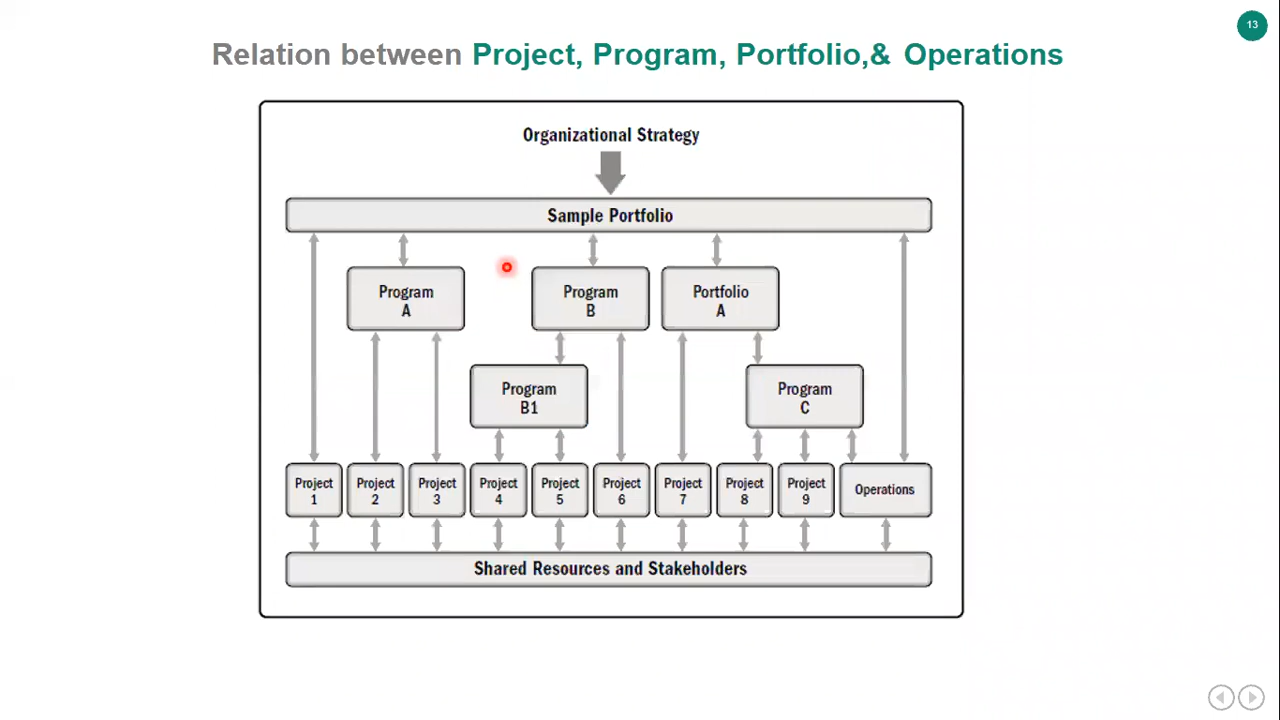 13
Relation between Project, Program, Portfolio,& Operations
Organizational Strategy
Sample Portfolio
Program
A
Program
B
Portfolio
A
Program
B1
Program
C
Project
1
Project
2
Project
3
Project
4
Project
5
Project
6
Project
7
Project
8
Project
9
Operations
Shared Resources and Stakeholders